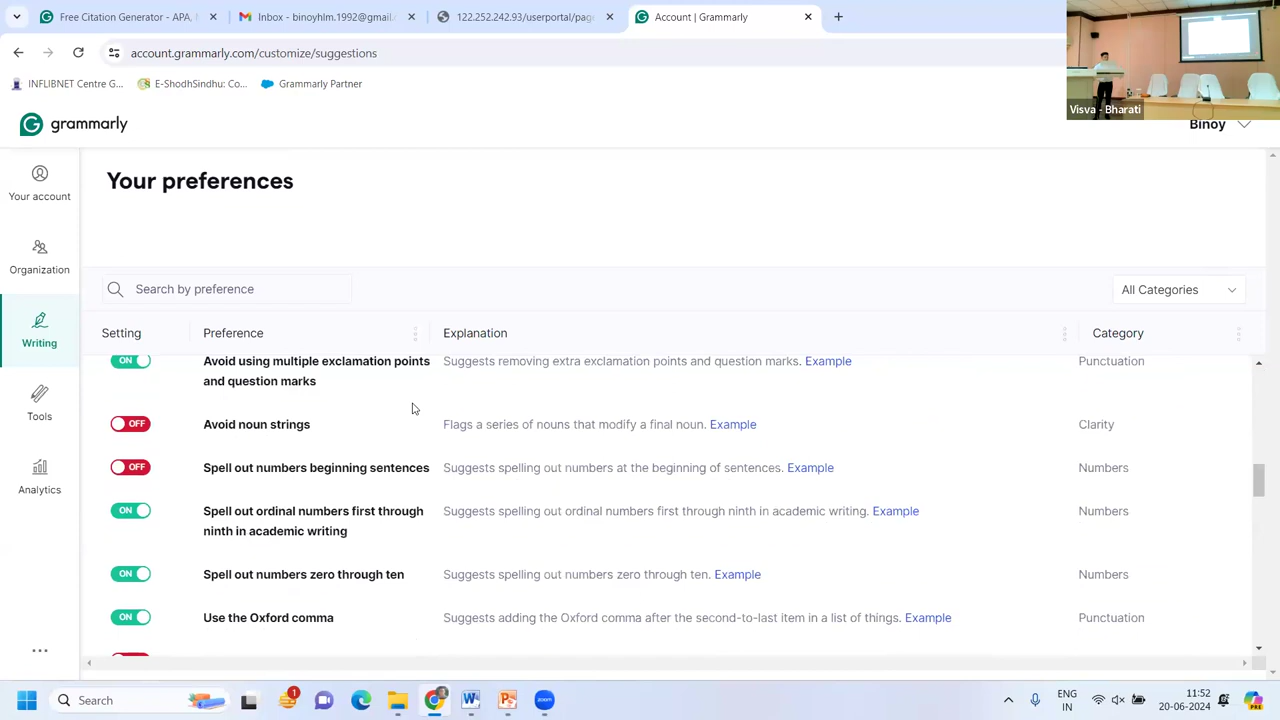 Free Citation Generator - APA,
Inbox - binoyhlm.1992@gmail.
122.252.242.93/userportal/page
Account | Grammarly
account.grammarly.com/customize/suggestions
INFLIBNET Centre G...
E-ShodhSindhu: Co...
Grammarly Partner
Visva - Bharati
grammarly
Binoy
Your account
Organization
Writing
Tools
Analytics
Your preferences
Search by preference
All Categories
Setting Preference Explanation Category
ON Avoid using multiple exclamation points Suggests removing extra exclamation points and question marks. Example Punctuation
and question marks
OFF Avoid noun strings Flags a series of nouns that modify a final noun. Example Clarity
OFF Spell out numbers beginning sentences Suggests spelling out numbers at the beginning of sentences. Example Numbers
ON Spell out ordinal numbers first through Suggests spelling out ordinal numbers first through ninth in academic writing. Example Numbers
ninth in academic writing
ON Spell out numbers zero through ten Suggests spelling out numbers zero through ten. Example Numbers
ON Use the Oxford comma Suggests adding the Oxford comma after the second-to-last item in a list of things. Example Punctuation
Search
1
ENG
IN
11:52
20-06-2024
PRE